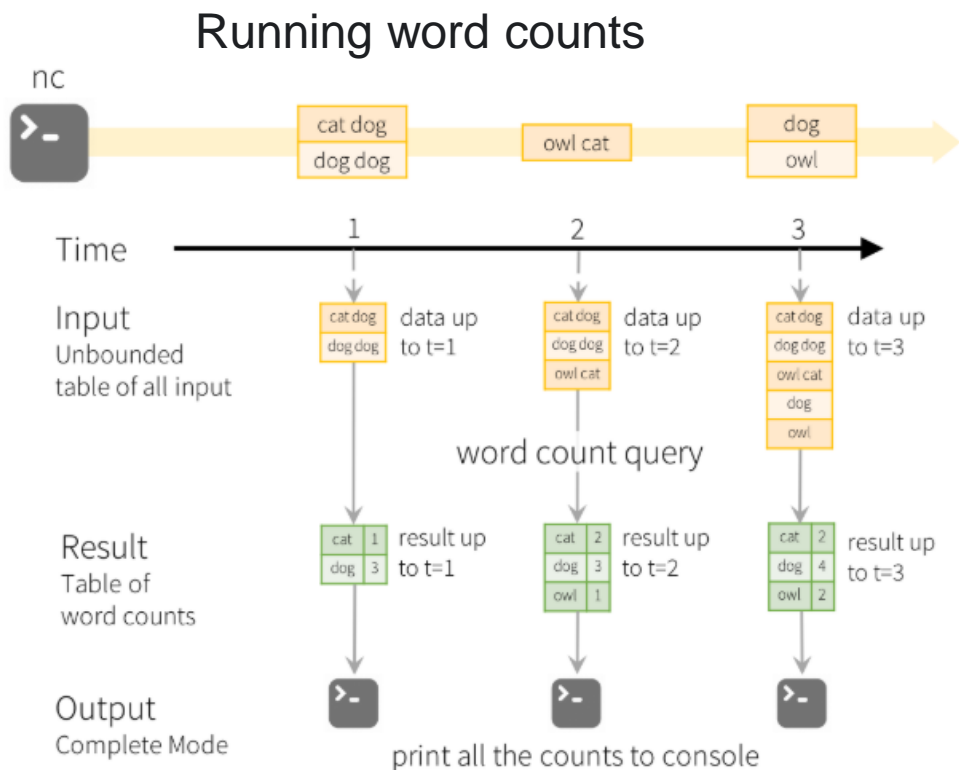 Running word counts
nc
>_
cat dog
dog dog
owl cat
dog
owl
Time
1
2
3
Input
Unbounded
table of all input
cat dog
dog dog
data up
to t=1
cat dog
dog dog
owl cat
data up
to t=2
cat dog
dog dog
owl cat
dog
owl
data up
to t=3
word count query
Result
Table of
word counts
cat 1
dog 3
result up
to t=1
cat 2
dog 3
owl 1
result up
to t=2
cat 2
dog 4
owl 2
result up
to t=3
Output
Complete Mode
>_
>_
>_
print all the counts to console